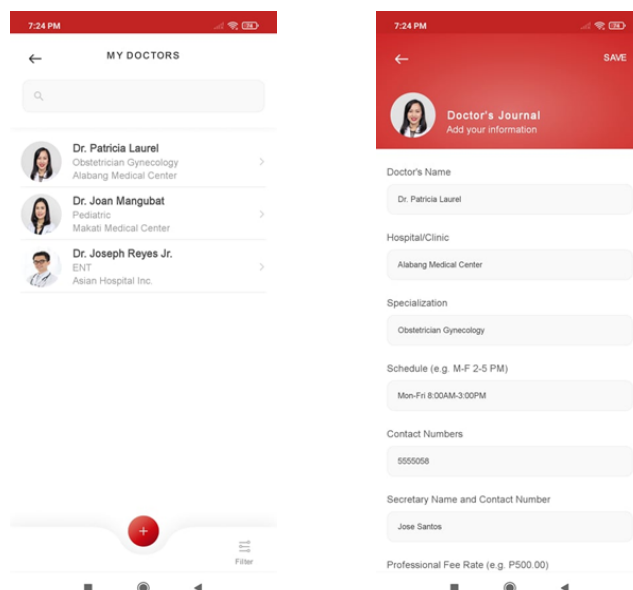 7:24 PM
MY DOCTORS
Dr. Patricia Laurel
Obstetrician Gynecology
Alabang Medical Center
Dr. Joan Mangubat
Pediatric
Makati Medical Center
Dr. Joseph Reyes Jr.
ENT
Asian Hospital Inc.
Filter
7:24 PM
SAVE
Doctor's Journal
Add your information
Doctor's Name
Dr. Patricia Laurel
Hospital/Clinic
Alabang Medical Center
Specialization
Obstetrician Gynecology
Schedule (e.g. M-F 2-5 PM)
Mon-Fri 8:00AM-3:00PM
Contact Numbers
5555058
Secretary Name and Contact Number
Jose Santos
Professional Fee Rate (e.g. P500.00)